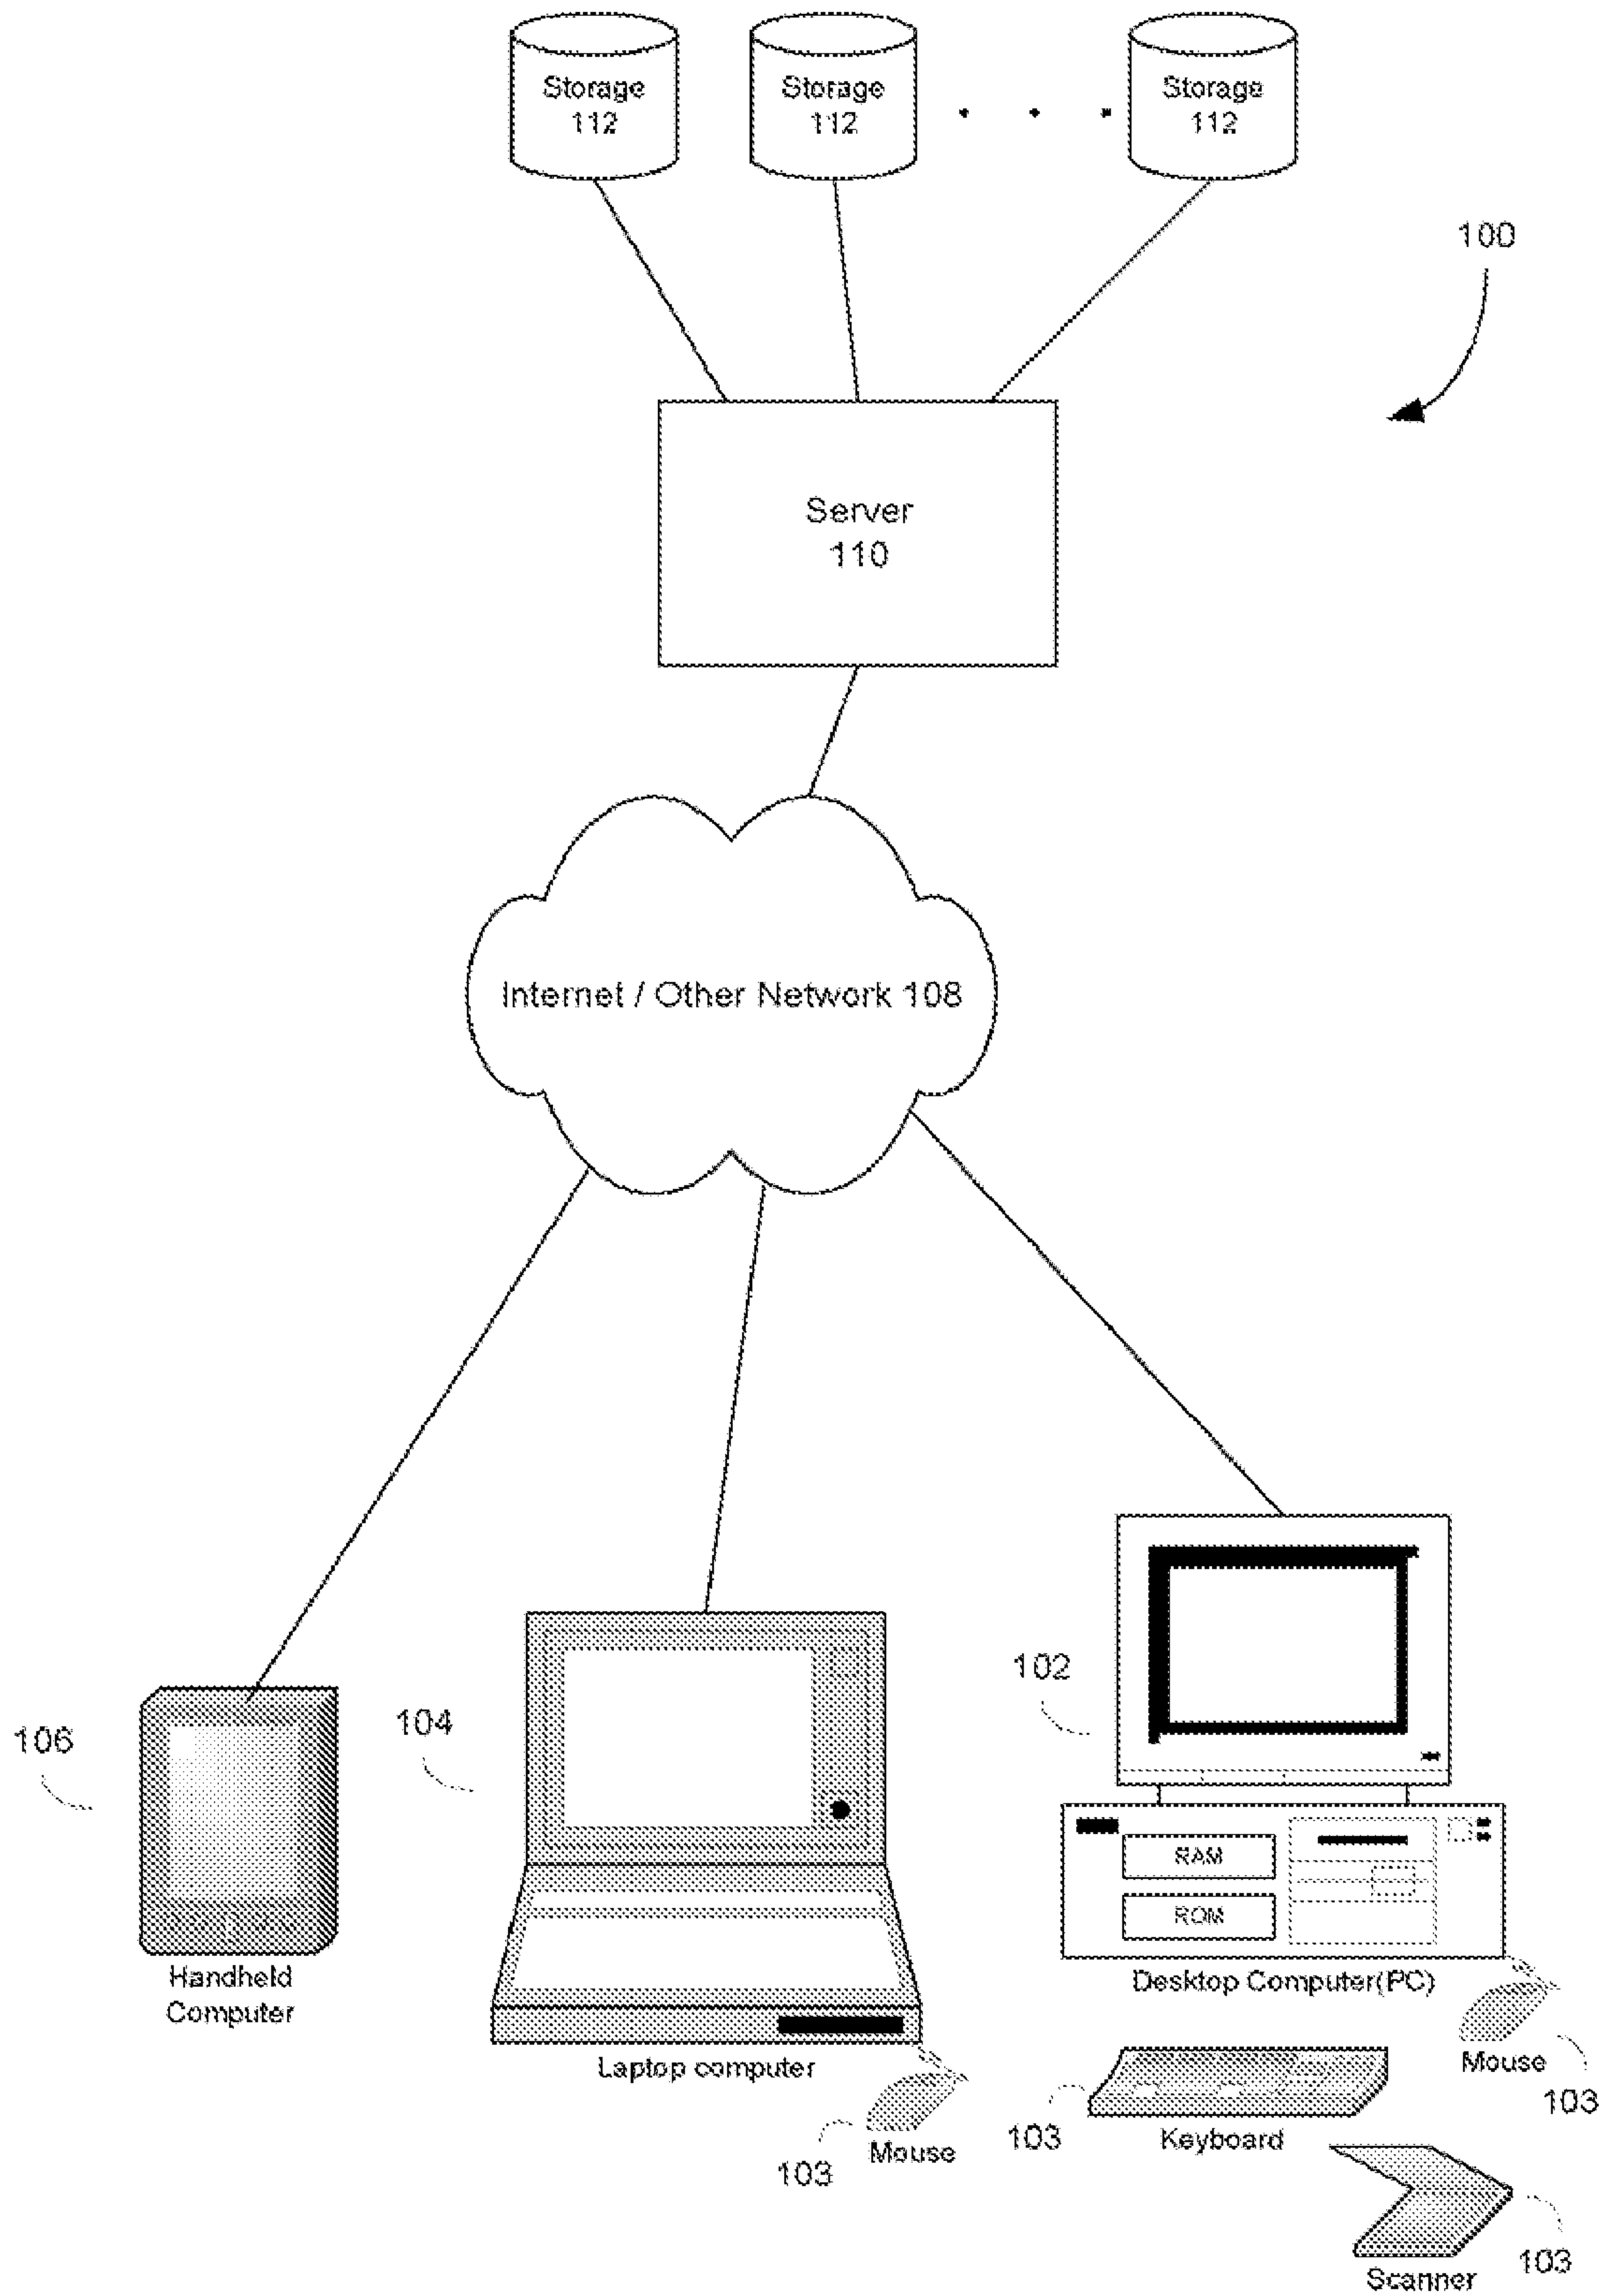 Storage
112
Storage
112
Storage
112
100
Server
110
Internet / Other Network 108
102
104
106
RAM
ROM
Handheld
Computer
Desktop Computer(PC)
Laptop computer
Mouse
103
103
Keyboard
103
Mouse
103
Scanner